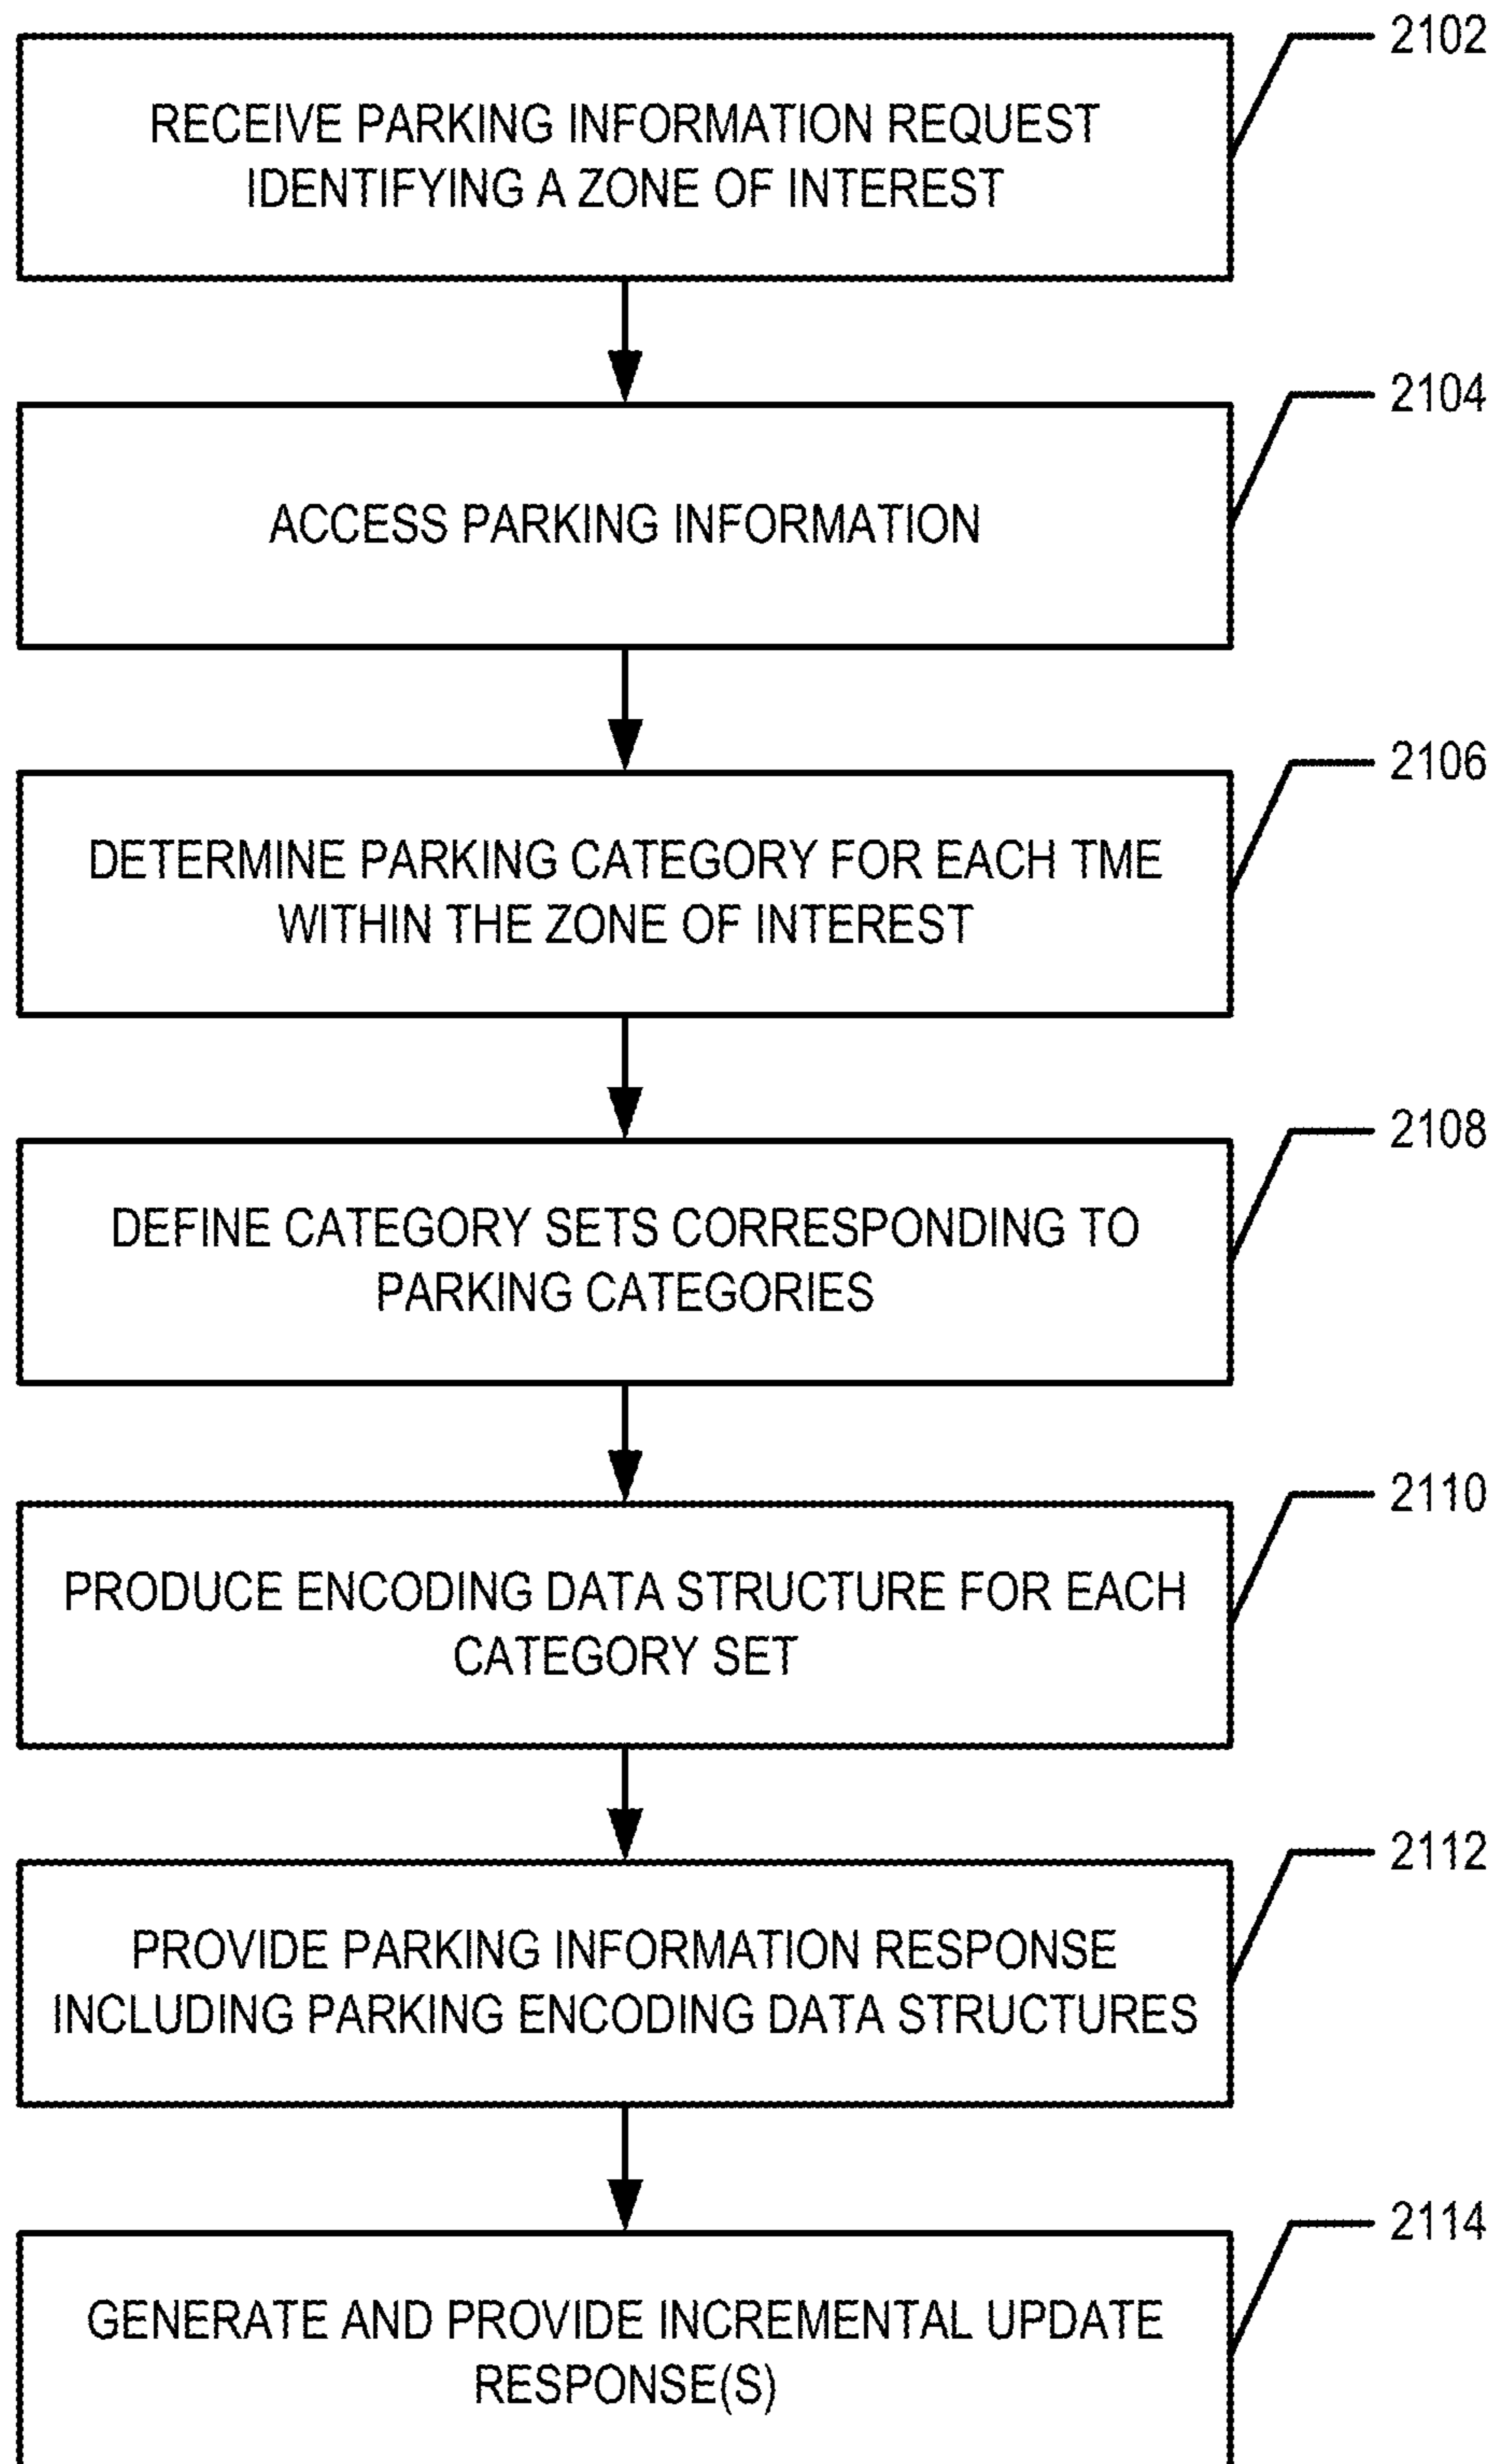 2102
RECEIVE PARKING INFORMATION REQUEST
IDENTIFYING A ZONE OF INTEREST
2104
ACCESS PARKING INFORMATION
2106
DETERMINE PARKING CATEGORY FOR EACH TME
WITHIN THE ZONE OF INTEREST
2108
DEFINE CATEGORY SETS CORRESPONDING TO
PARKING CATEGORIES
2110
PRODUCE ENCODING DATA STRUCTURE FOR EACH
CATEGORY SET
2112
PROVIDE PARKING INFORMATION RESPONSE
INCLUDING PARKING ENCODING DATA STRUCTURES
2114
GENERATE AND PROVIDE INCREMENTAL UPDATE
RESPONSE(S)